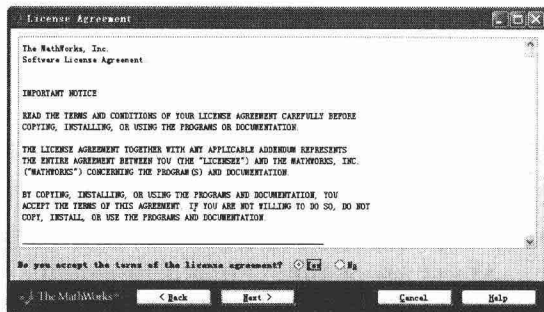 License Agreement
The MathWorks, Inc.
Software License Agreement
IMPORTANT NOTICE
READ THE TERMS AND CONDITIONS OF YOUR LICENSE AGREEMENT CAREFULLY BEFORE
COPYING, INSTALLING, OR USING THE PROGRAMS OR DOCUMENTATION.
THE LICENSE AGREEMENT TOGETHER WITH ANY APPLICABLE ADDENDUM REPRESENTS
THE ENTIRE AGREEMENT BETWEEN YOU (THE "LICENSEE") AND THE MATHWORKS, INC.
("MATHWORKS") CONCERNING THE PROGRAM(S) AND DOCUMENTATION.
BY COPYING, INSTALLING, OR USING THE PROGRAMS AND DOCUMENTATION, YOU
ACCEPT THE TERMS OF THIS AGREEMENT. IF YOU ARE NOT WILLING TO DO SO, DO NOT
COPY, INSTALL, OR USE THE PROGRAMS AND DOCUMENTATION.
Do you accept the terms of the license agreement? Yes No
The MathWorks™ < Back Next > Cancel Help